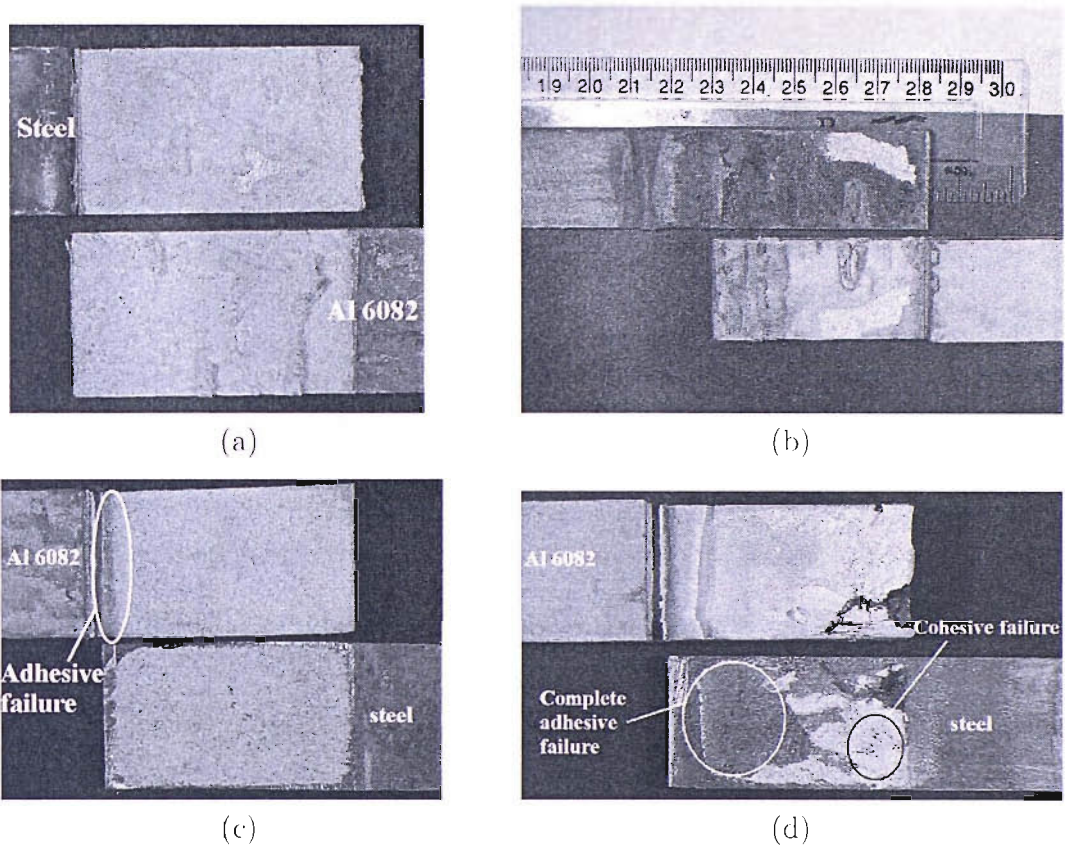 Steel
Al 6082
(a)
19 20 21 22 23 24 25 26 27 28 29 30
(b)
Al 6082
Adhesive
failure
steel
(c)
Al 6082
Cohesive failure
Complete
adhesive
failure
steel
(d)